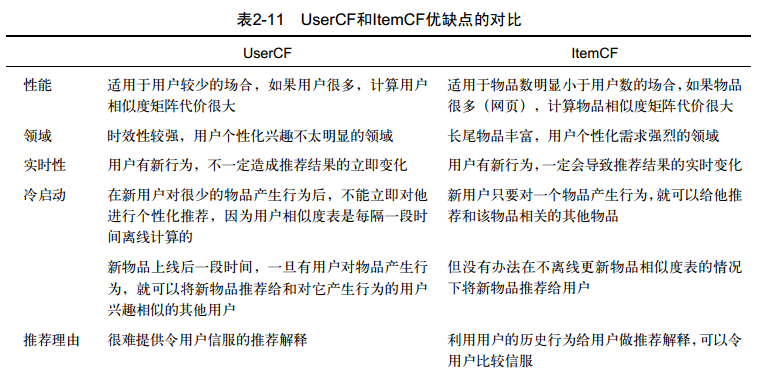 表2-11 UserCF和ItemCF优缺点的对比
UserCF
ItemCF
性能
适用于用户较少的场合，如果用户很多，计算用户
相似度矩阵代价很大
适用于物品数明显小于用户数的场合，如果物品
很多（网页），计算物品相似度矩阵代价很大
领域
时效性较强，用户个性化兴趣不太明显的领域
长尾物品丰富，用户个性化需求强烈的领域
实时性
用户有新行为，不一定造成推荐结果的立即变化
用户有新行为，一定会导致推荐结果的实时变化
冷启动
在新用户对很少的物品产生行为后，不能立即对他
进行个性化推荐，因为用户相似度表是每隔一段时
间离线计算的
新用户只要对一个物品产生行为，就可以给他推
荐和该物品相关的其他物品
新物品上线后一段时间，一旦有用户对物品产生行
为，就可以将新物品推荐给和对它产生行为的用户
兴趣相似的其他用户
但没有办法在不离线更新物品相似度表的情况
下将新物品推荐给用户
推荐理由
很难提供令用户信服的推荐解释
利用用户的历史行为给用户做推荐解释，可以令
用户比较信服